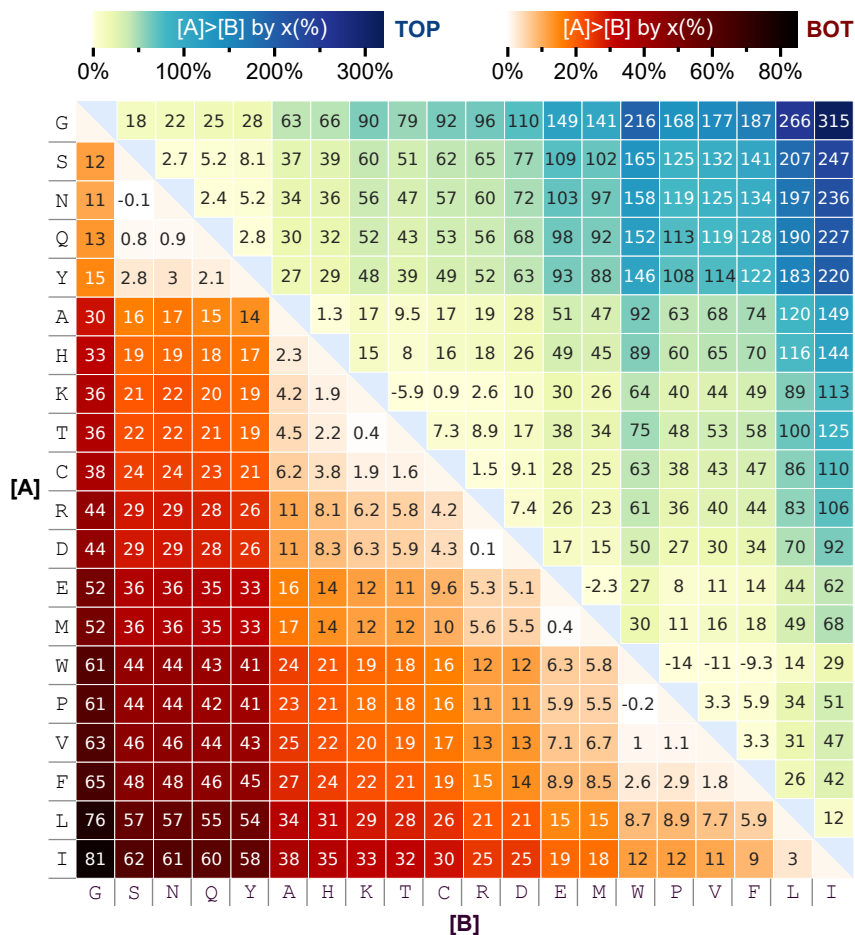 [A]>[B] by x(%) TOP [A]>[B] by x(%) BOT
0% 100% 200% 300% 0% 20% 40% 60% 80%
G 18 22 25 28 63 66 90 79 92 96 110 149 141 216 168 177 187 266 315
S 12 2.7 5.2 8.1 37 39 60 51 62 65 77 109 102 165 125 132 141 207 247
N 11 -0.1 2.4 5.2 34 36 56 47 57 60 72 103 97 158 119 125 134 197 236
Q 13 0.8 0.9 2.8 30 32 52 43 53 56 68 98 92 152 113 119 128 190 227
Y 15 2.8 3 2.1 27 29 48 39 49 52 63 93 88 146 108 114 122 183 220
A 30 16 17 15 14 1.3 17 9.5 17 19 28 51 47 92 63 68 74 120 149
H 33 19 19 18 17 2.3 15 8 16 18 26 49 45 89 60 65 70 116 144
K 36 21 22 20 19 4.2 1.9 -5.9 0.9 2.6 10 30 26 64 40 44 49 89 113
T 36 22 22 21 19 4.5 2.2 0.4 7.3 8.9 17 38 34 75 48 53 58 100 125
C 38 24 24 23 21 6.2 3.8 1.9 1.6 1.5 9.1 28 25 63 38 43 47 86 110
[A]
R 44 29 29 28 26 11 8.1 6.2 5.8 4.2 7.4 26 23 61 36 40 44 83 106
D 44 29 29 28 26 11 8.3 6.3 5.9 4.3 0.1 17 15 50 27 30 34 70 92
E 52 36 36 35 33 16 14 12 11 9.6 5.3 5.1 -2.3 27 8 11 14 44 62
M 52 36 36 35 33 17 14 12 12 10 5.6 5.5 0.4 30 11 16 18 49 68
W 61 44 44 43 41 24 21 19 18 16 12 12 6.3 5.8 -14 -11 -9.3 14 29
P 61 44 44 42 41 23 21 18 18 16 11 11 5.9 5.5 -0.2 3.3 5.9 34 51
V 63 46 46 44 43 25 22 20 19 17 13 13 7.1 6.7 1 1.1 3.3 31 47
F 65 48 48 46 45 27 24 22 21 19 15 14 8.9 8.5 2.6 2.9 1.8 26 42
L 76 57 57 55 54 34 31 29 28 26 21 21 15 15 8.7 8.9 7.7 5.9 12
I 81 62 61 60 58 38 35 33 32 30 25 25 19 18 12 12 11 9 3
G S N Q Y A H K T C R D E M W P V F L I
[B]